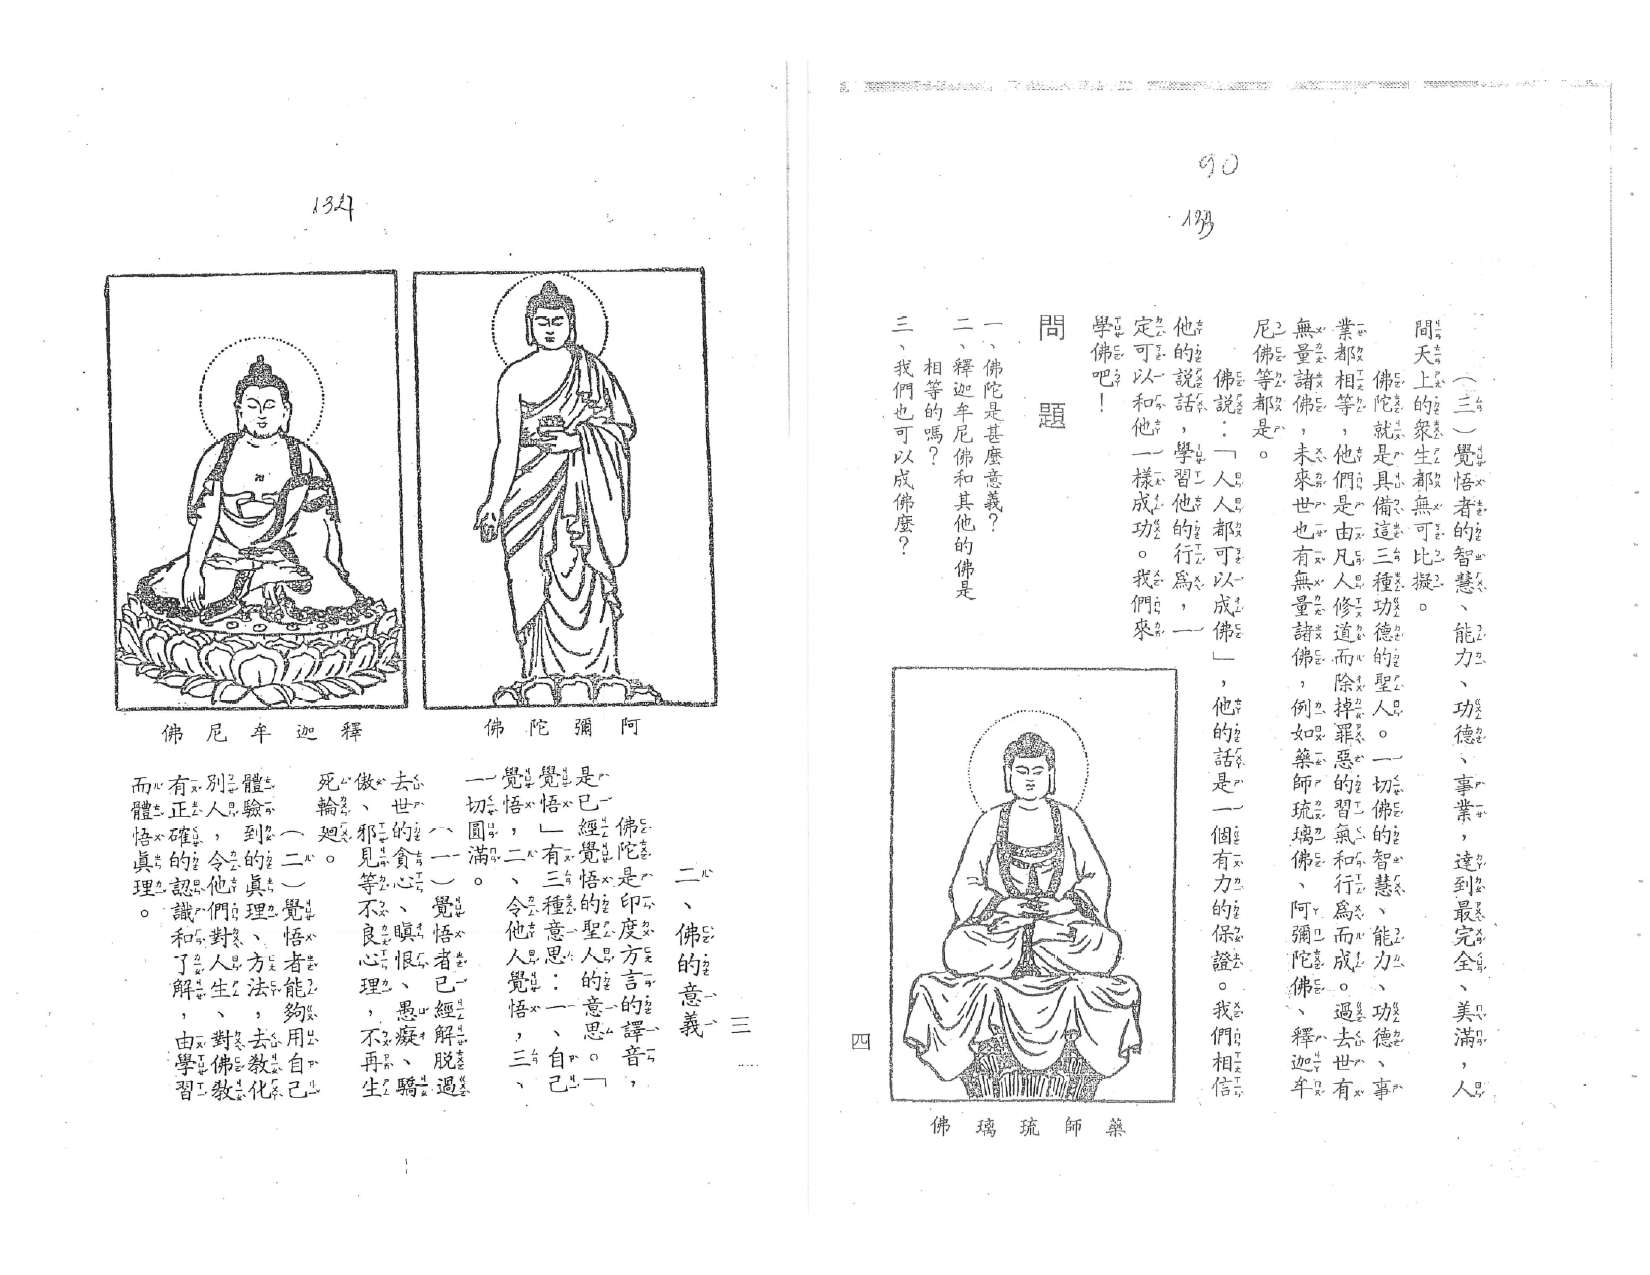 134
阿彌陀佛
釋迦牟尼佛
三
二、佛的意義
佛陀是印度方言的譯音，
是已經覺悟的聖人的意思。「
覺悟」有三種意思：一、自己
覺悟，二、令他人覺悟，三、
一切圓滿。
（一）覺悟者已經解脱過
去世的貪心、瞋恨、愚癡、驕
傲、邪見等不良心理，不再生
死輪廻。
（二）覺悟者能夠用自己
體驗到的眞理、方法，去教化
別人，令他們對人生、對佛教
有正確的認識和了解，由學習
而體悟眞理。
90
133
（三）覺悟者的智慧、能力、功德、事業，達到最完全、美滿，人
間天上的衆生都無可比擬。
佛陀就是具備這三種功德的聖人。一切佛的智慧、能力、功德、事
業都相等，他們是由凡人修道而除掉罪惡的習氣和行爲而成。過去世有
無量諸佛，未來世也有無量諸佛，例如藥師琉璃佛、阿彌陀佛、釋迦牟
尼佛等都是。
佛説：「人人都可以成佛」，他的話是一個有力的保證。我們相信
他的説話，學習他的行爲，一
定可以和他一樣成功。我們來
學佛吧！
問題
一、佛陀是甚麼意義？
二、釋迦牟尼佛和其他的佛是
相等的嗎？
三、我們也可以成佛麼？
藥師琉璃佛
四